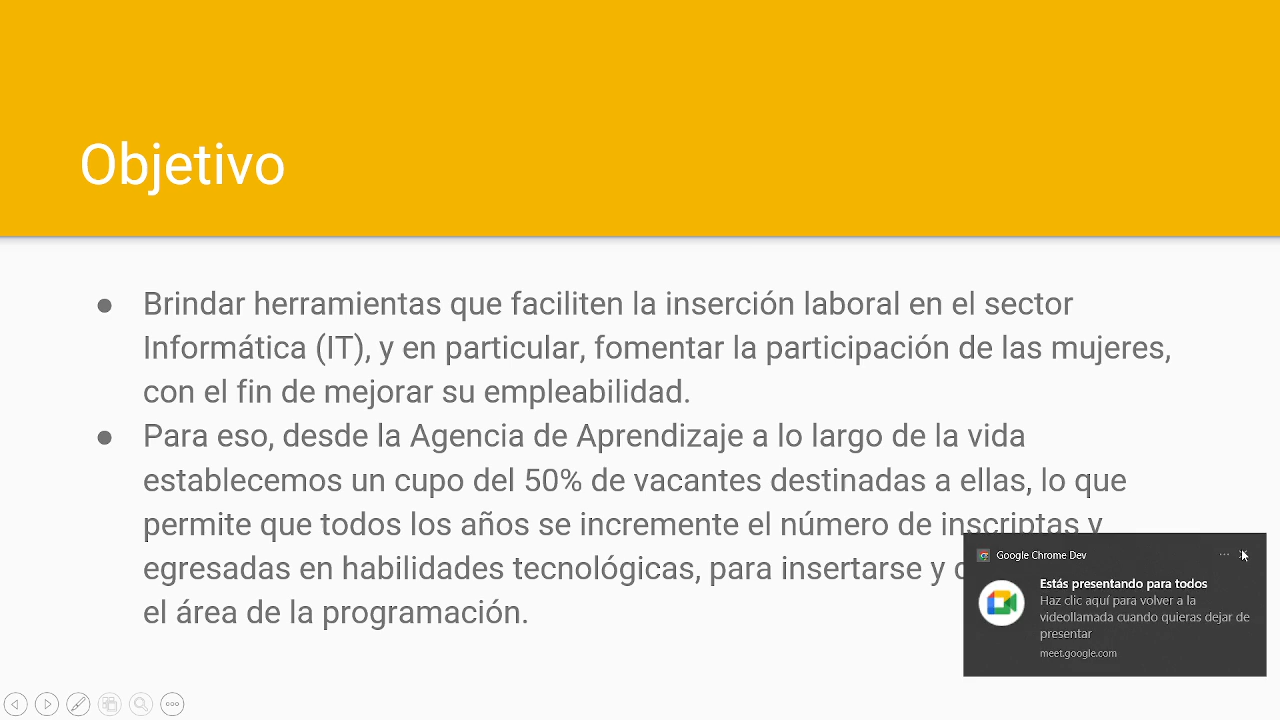 Objetivo
● Brindar herramientas que faciliten la inserción laboral en el sector
Informática (IT), y en particular, fomentar la participación de las mujeres,
con el fin de mejorar su empleabilidad.
● Para eso, desde la Agencia de Aprendizaje a lo largo de la vida
establecemos un cupo del 50% de vacantes destinadas a ellas, lo que
permite que todos los años se incremente el número de inscriptas y
egresadas en habilidades tecnológicas, para insertarse y
el área de la programación.
Google Chrome Dev
Estás presentando para todos
Haz clic aquí para volver a la
videollamada cuando quieras dejar de
presentar
meet.google.com